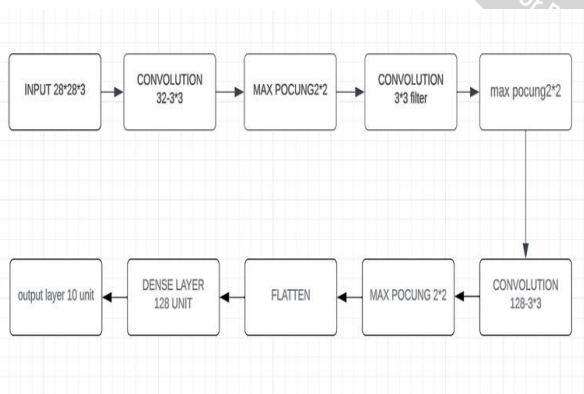 INPUT 28*28*3
CONVOLUTION
32-3*3
MAX POCUNG2*2
CONVOLUTION
3*3 filter
max pocung2*2
output layer 10 unit
DENSE LAYER
128 UNIT
FLATTEN
MAX POCUNG 2*2
CONVOLUTION
128-3*3